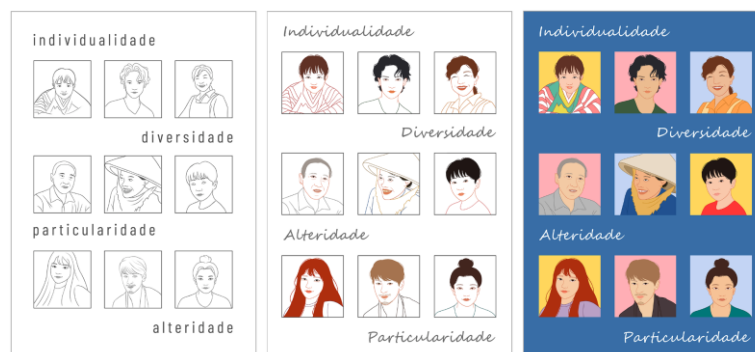 individualidade
diversidade
particularidade
alteridade
Individualidade
Diversidade
Alteridade
Particularidade
Individualidade
Diversidade
Alteridade
Particularidade